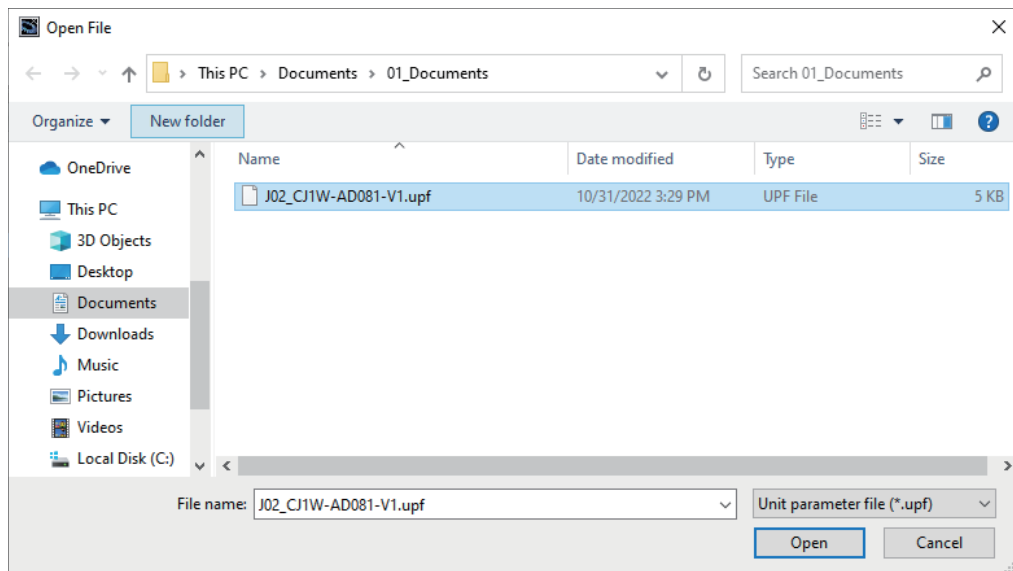 Open File
This PC > Documents > 01_Documents
Search 01_Documents
Organize
New folder
Name
Date modified
Type
Size
J02_CJ1W-AD081-V1.upf
10/31/2022 3:29 PM
UPF File
5 KB
OneDrive
This PC
3D Objects
Desktop
Documents
Downloads
Music
Pictures
Videos
Local Disk (C:)
File name:
J02_CJ1W-AD081-V1.upf
Unit parameter file (*.upf)
Open
Cancel